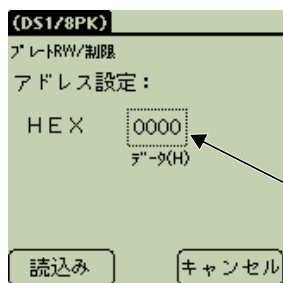 (DS1/8PK)
ﾌﾟﾚｰﾄRW/制限
アドレス設定：
ＨＥＸ 0000
ﾃﾞｰﾀ(H)
読込み キャンセル